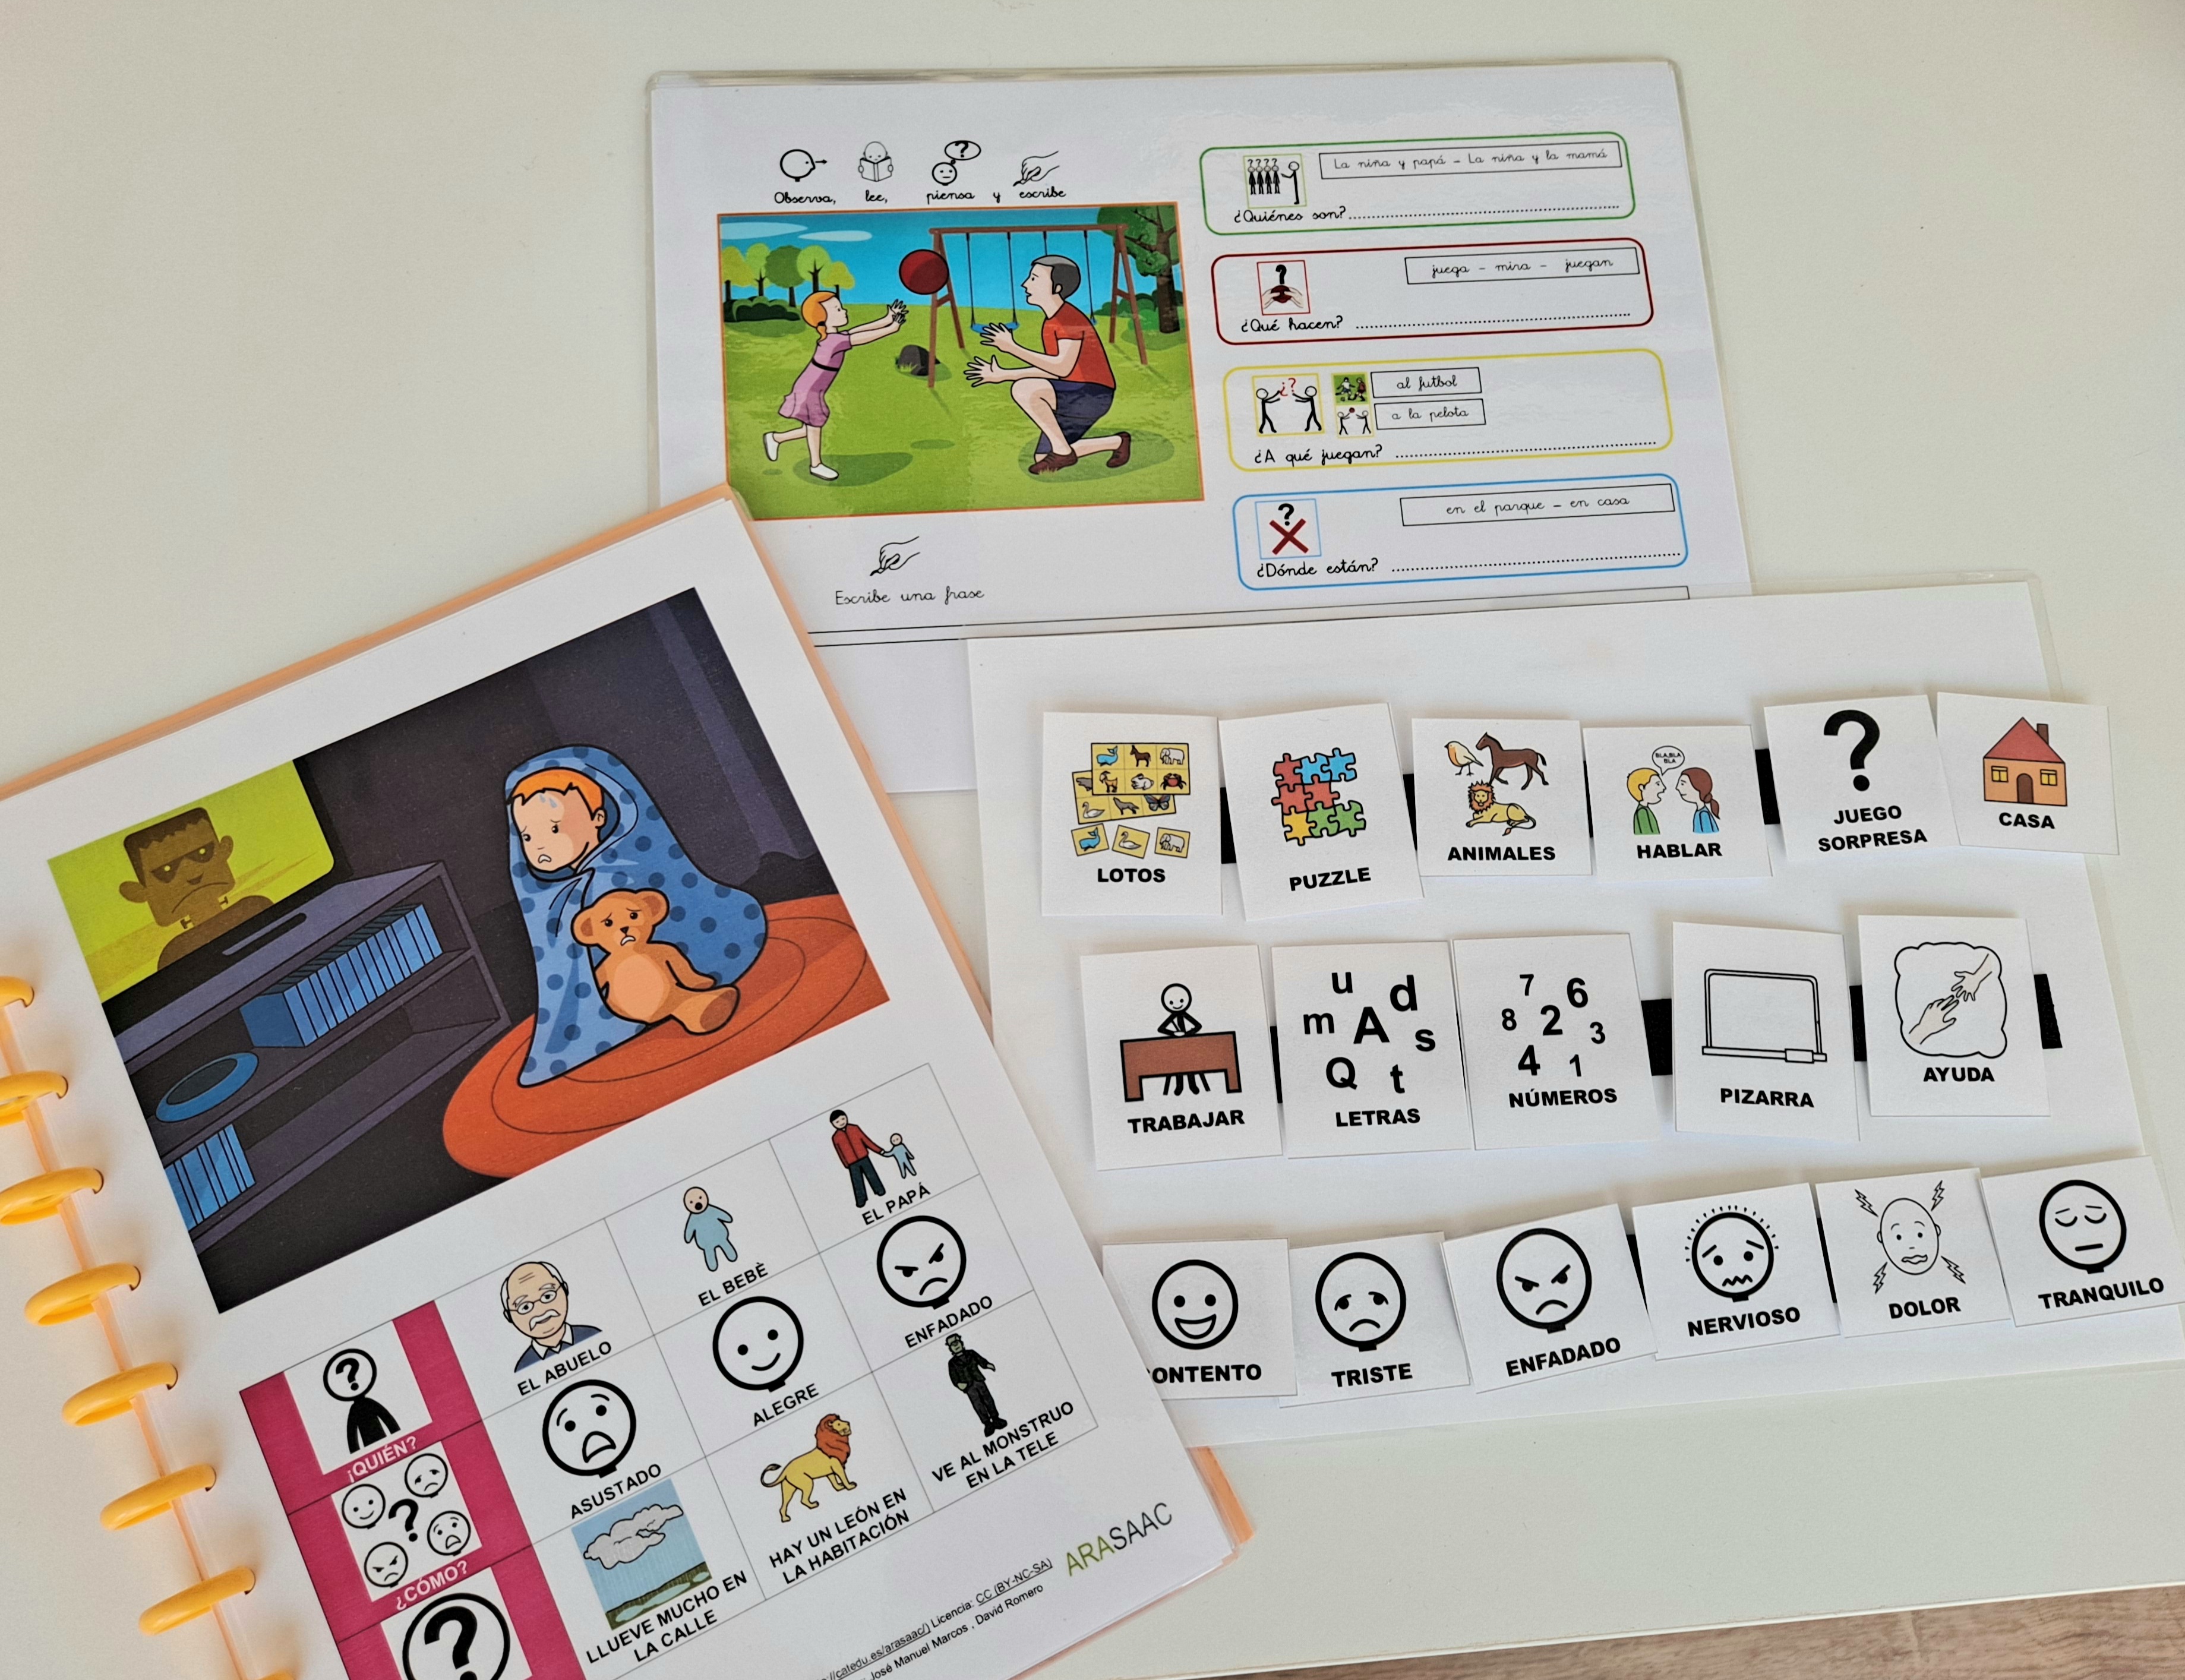 Observa, lee, piensa y escribe
????
La niña y papá - La niña y la mamá
¿Quiénes son?
?
juega - mira - juegan
¿Qué hacen?
¿?
al futbol
a la pelota
¿A qué juegan?
?
en el parque - en casa
¿Dónde están?
Escribe una frase
LOTOS
PUZZLE
ANIMALES
BLA,BLA
BLA
HABLAR
?
JUEGO
SORPRESA
CASA
TRABAJAR
u d
m A s
Q t
LETRAS
7 6
8 2 3
4 1
NÚMEROS
PIZARRA
AYUDA
ONTENTO
TRISTE
ENFADADO
NERVIOSO
DOLOR
TRANQUILO
?
¡QUIÉN?
EL ABUELO
EL BEBÈ
EL PAPÁ
?
¿CÓMO?
ASUSTADO
ALEGRE
ENFADADO
?
LLUEVE MUCHO EN
LA CALLE
HAY UN LEÓN EN
LA HABITACIÓN
VE AL MONSTRUO
EN LA TELE
://catedu.es/arasaac/) Licencia: CC (BY-NC-SA)
José Manuel Marcos , David Romero
ARASAAC